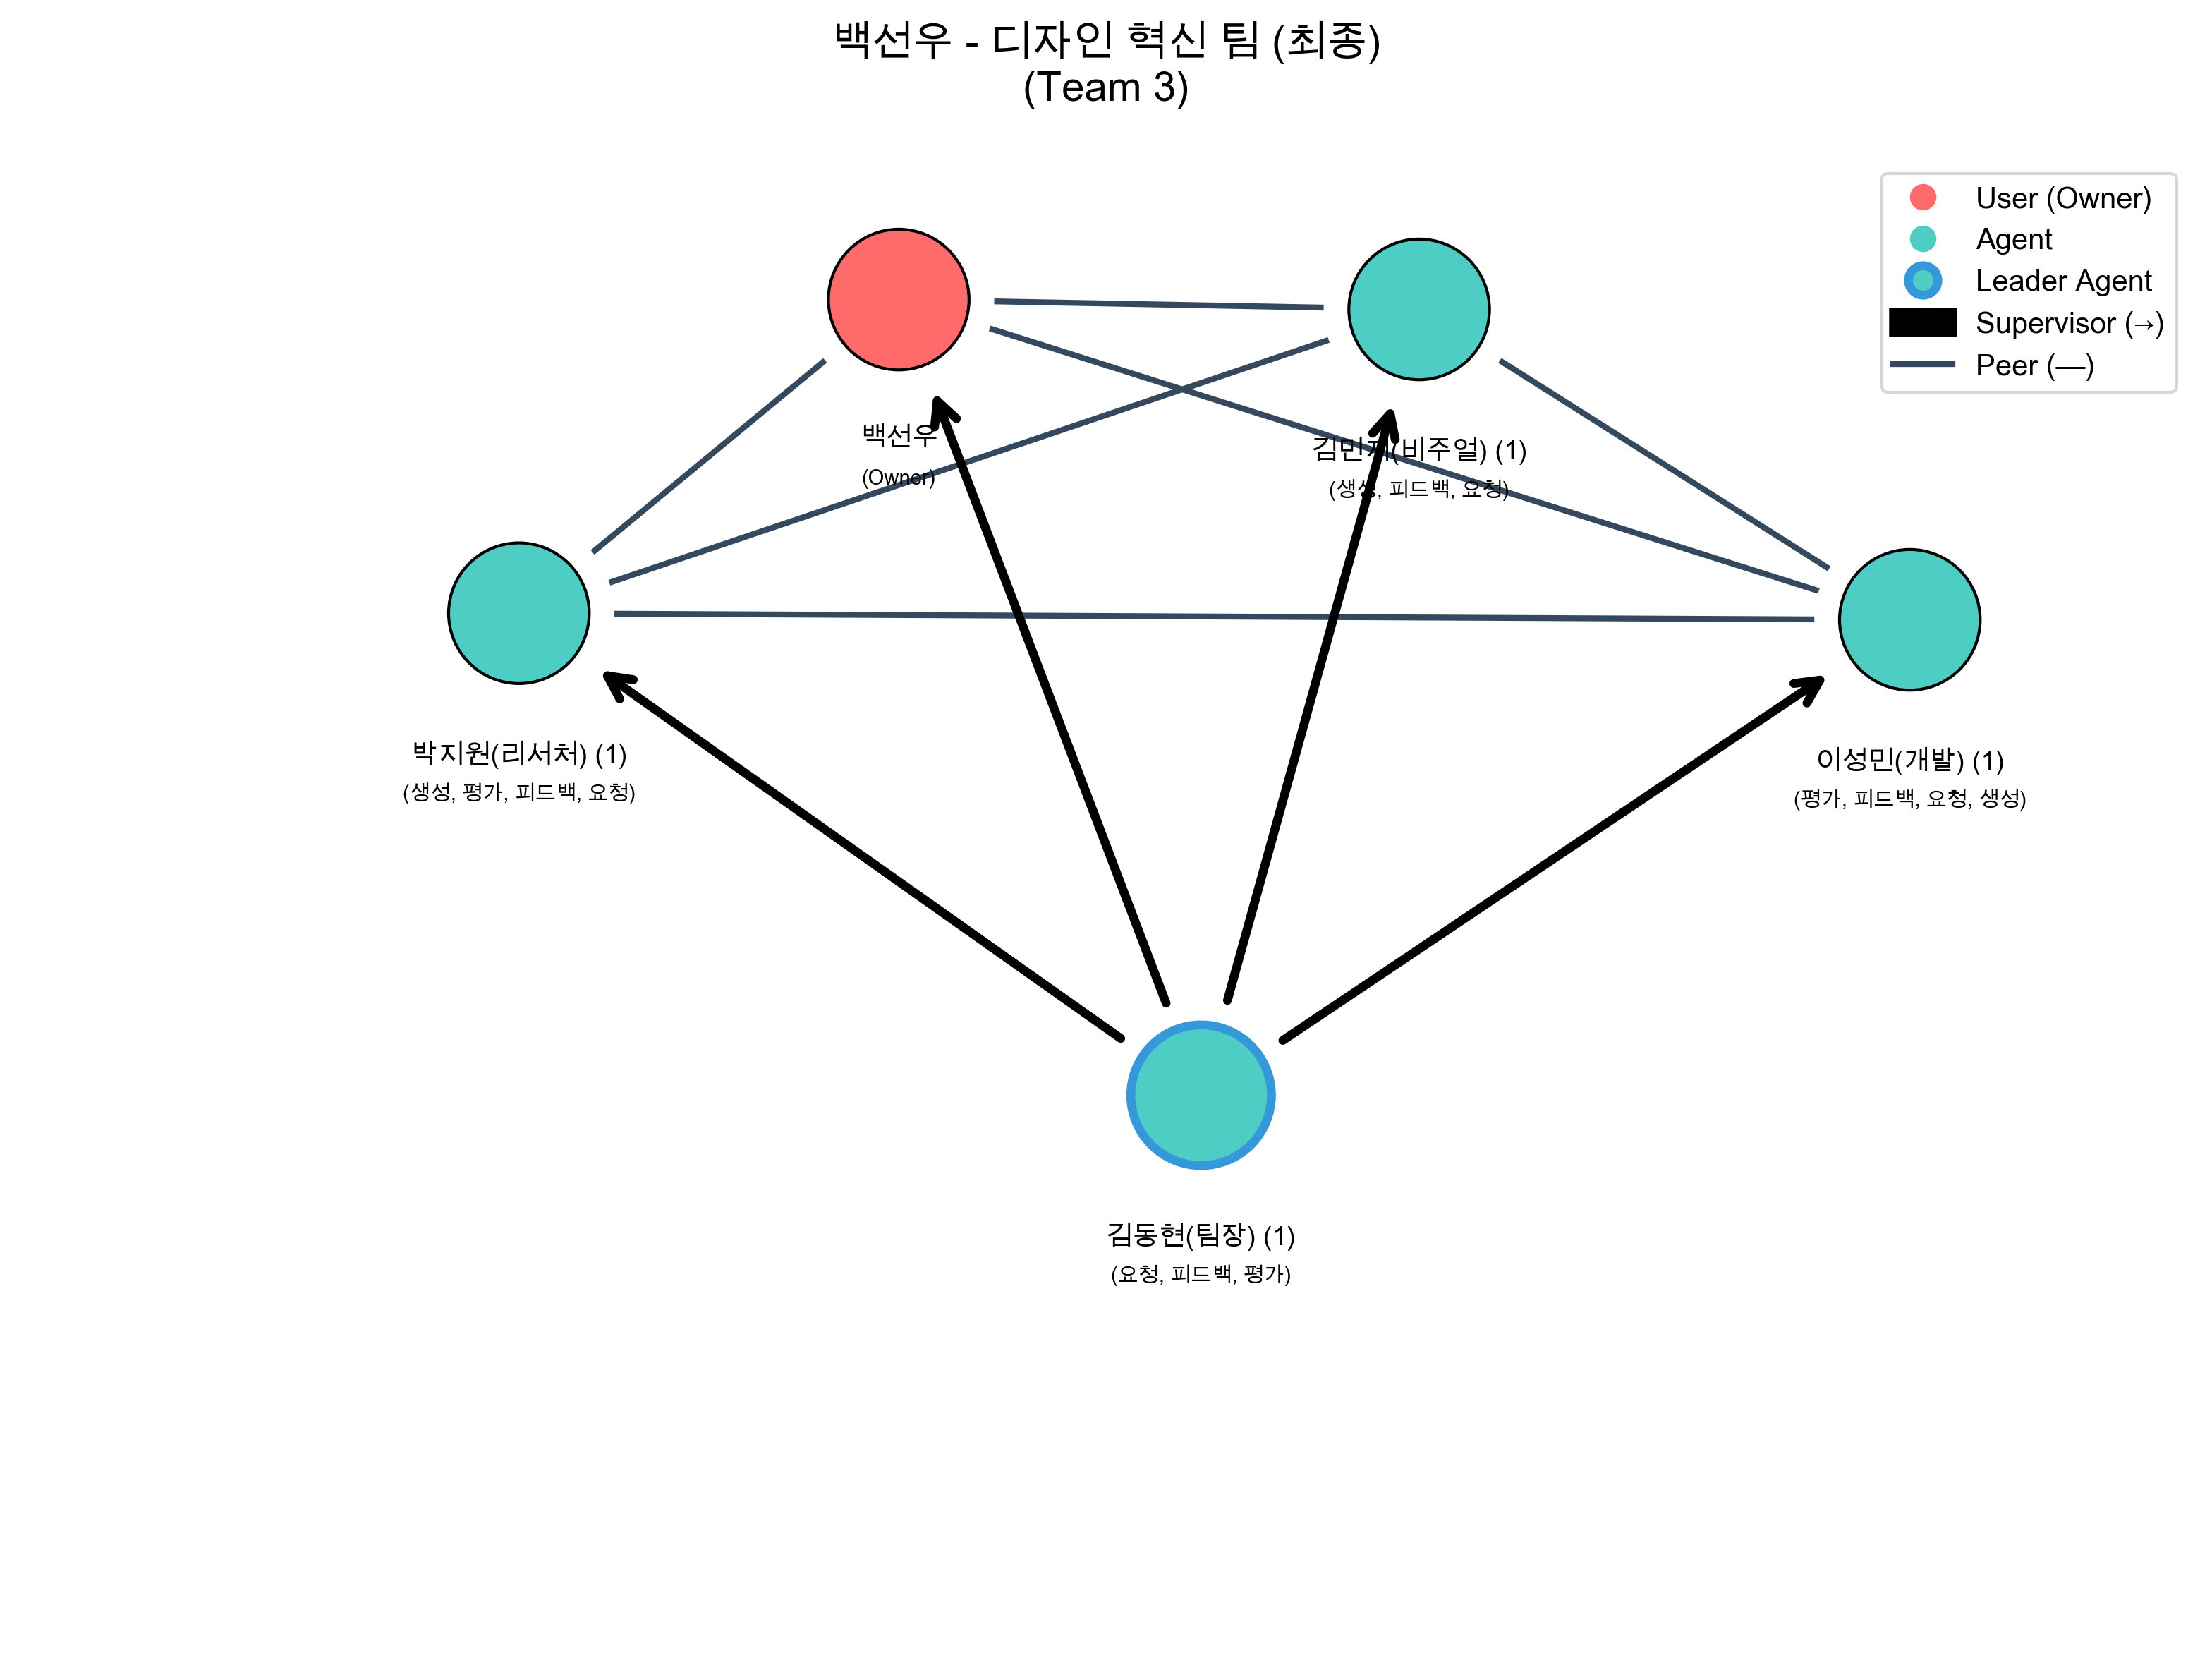 백선우 - 디자인 혁신 팀 (최종)
(Team 3)
User (Owner)
Agent
Leader Agent
Supervisor (→)
Peer (—)
백선우
(Owner)
(비주얼) (1)
(생성, 피드백, 요청)
박지원(리서처) (1)
(생성, 평가, 피드백, 요청)
이성민(개발) (1)
(평가, 피드백, 요청, 생성)
김동현(팀장) (1)
(요청, 피드백, 평가)